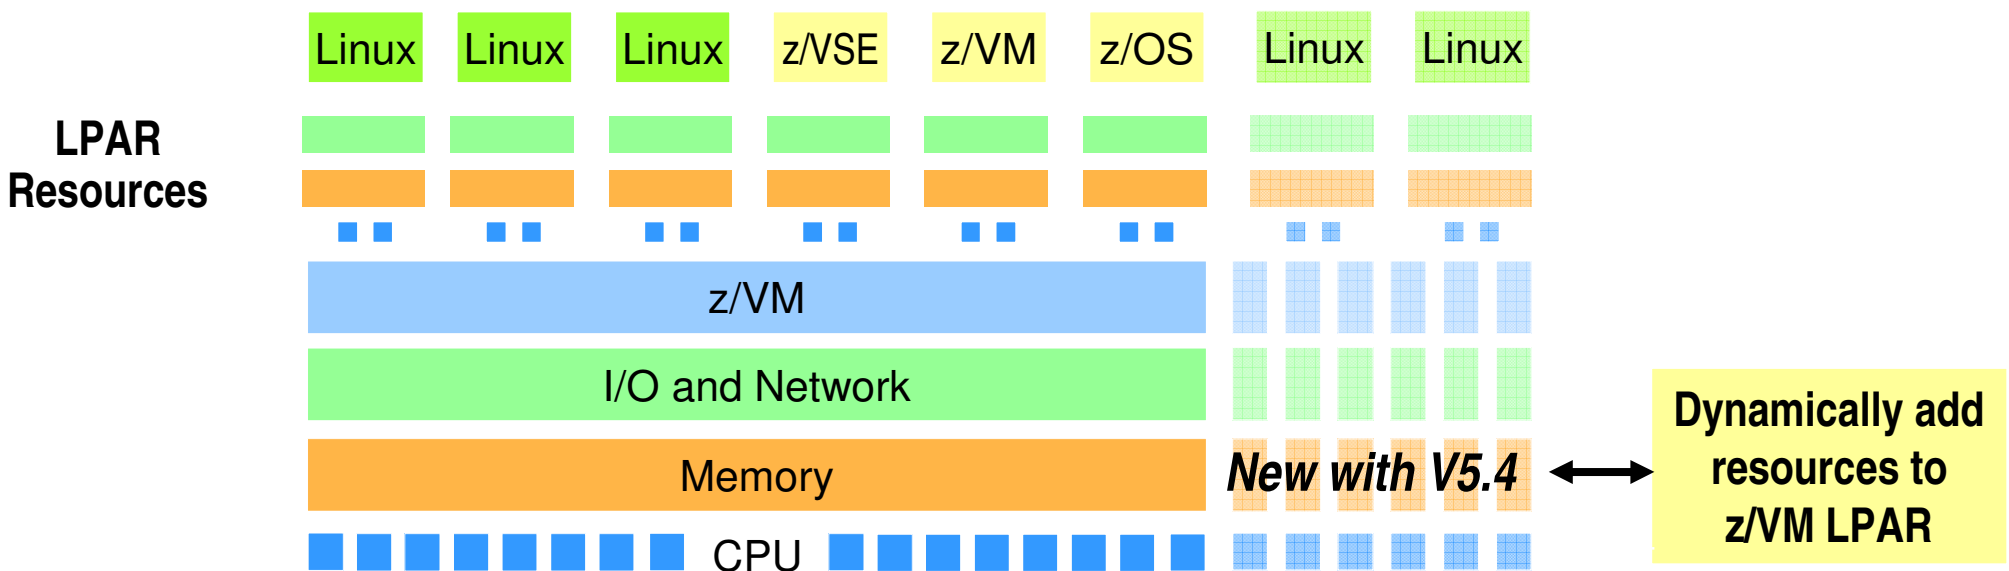 Linux Linux Linux z/VSE z/VM z/OS Linux Linux
LPAR
Resources
z/VM
I/O and Network
Memory
New with V5.4
CPU
Dynamically add
resources to
z/VM LPAR